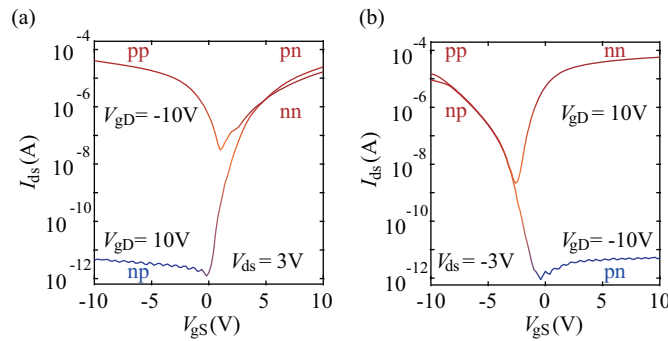 (a)
(b)
10^-4
10^-6
10^-8
10^-10
10^-12
I_ds(A)
pp
pn
nn
V_gD= -10V
V_gD= 10V
np
V_ds= 3V
-10
-5
0
5
10
V_gS(V)
10^-4
10^-6
10^-8
10^-10
10^-12
I_ds(A)
pp
nn
np
V_gD= 10V
V_ds= -3V
V_gD= -10V
pn
-10
-5
0
5
10
V_gS(V)